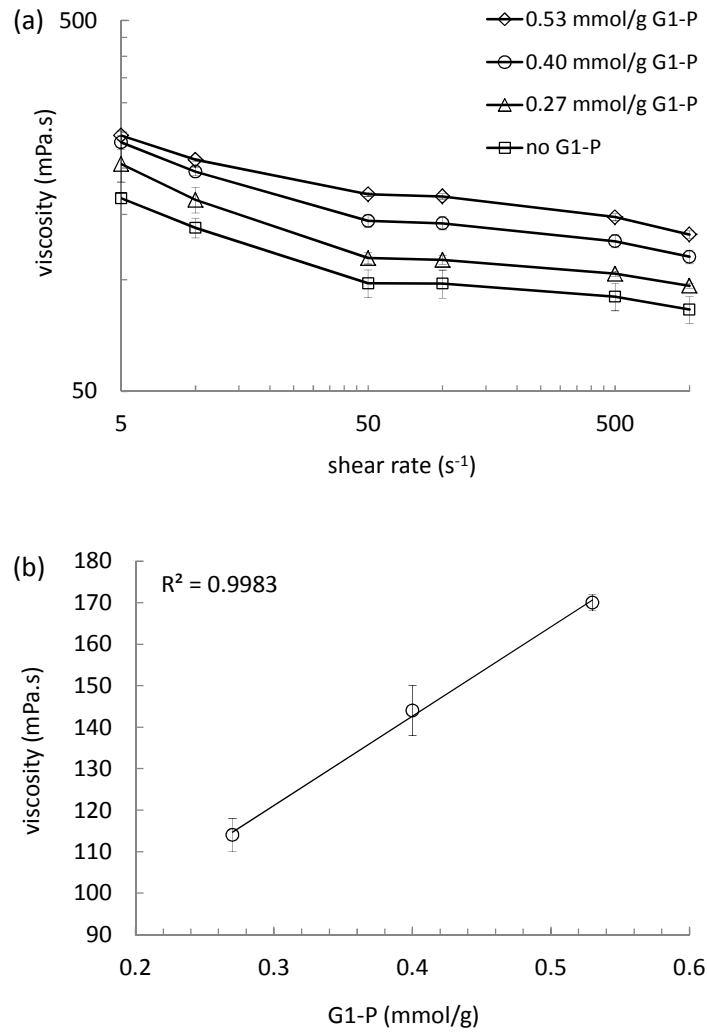 (a)
500
0.53 mmol/g G1-P
0.40 mmol/g G1-P
0.27 mmol/g G1-P
no G1-P
viscosity (mPa.s)
50
5
50
500
shear rate (s⁻¹)
(b)
180
R² = 0.9983
170
160
150
140
130
120
110
100
90
viscosity (mPa.s)
0.2
0.3
0.4
0.5
0.6
G1-P (mmol/g)